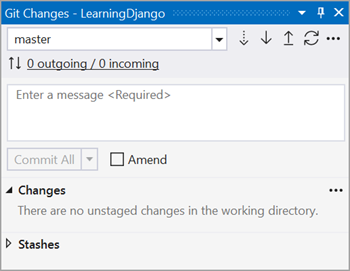 Git Changes - LearningDjango
master
0 outgoing / 0 incoming
Enter a message <Required>
Commit All
Amend
Changes
There are no unstaged changes in the working directory.
Stashes